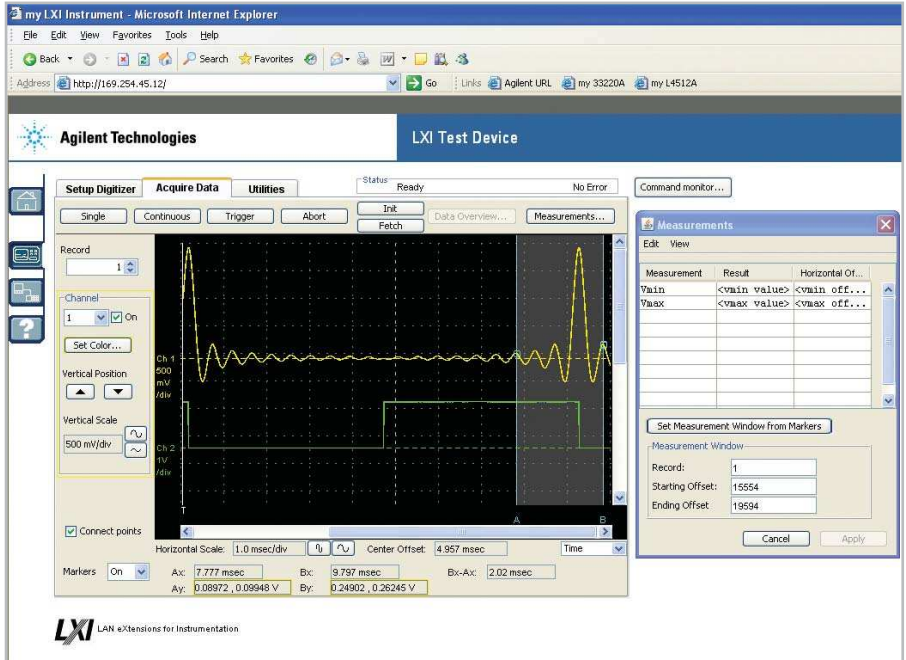 my LXI Instrument - Microsoft Internet Explorer
File Edit View Favorites Tools Help
Back Search Favorites
Address http://169.254.45.12/ Go Links Agilent URL my 33220A my L4512A
Agilent Technologies LXI Test Device
Setup Digitizer Acquire Data Utilities Status Ready No Error Command monitor...
Single Continuous Trigger Abort Init Fetch Data Overview... Measurements...
Record
1
Channel
1 On
Set Color...
Vertical Position
Vertical Scale
500 mV/div
Connect points
Ch 1
500
mV
/div
Ch 2
1V
/div
T
A B
Horizontal Scale: 1.0 msec/div Center Offset: 4.957 msec Time
Markers On Ax: 7.777 msec Bx: 9.797 msec Bx-Ax: 2.02 msec
Ay: 0.08972 , 0.09948 V By: 0.24902 , 0.26245 V
Measurements
Edit View
Measurement Result Horizontal Of...
Vmin <vmin value> <vmin off...
Vmax <vmax value> <vmax off...
Set Measurement Window from Markers
Measurement Window
Record: 1
Starting Offset: 15554
Ending Offset 19594
Cancel Apply
LXI LAN eXtensions for Instrumentation